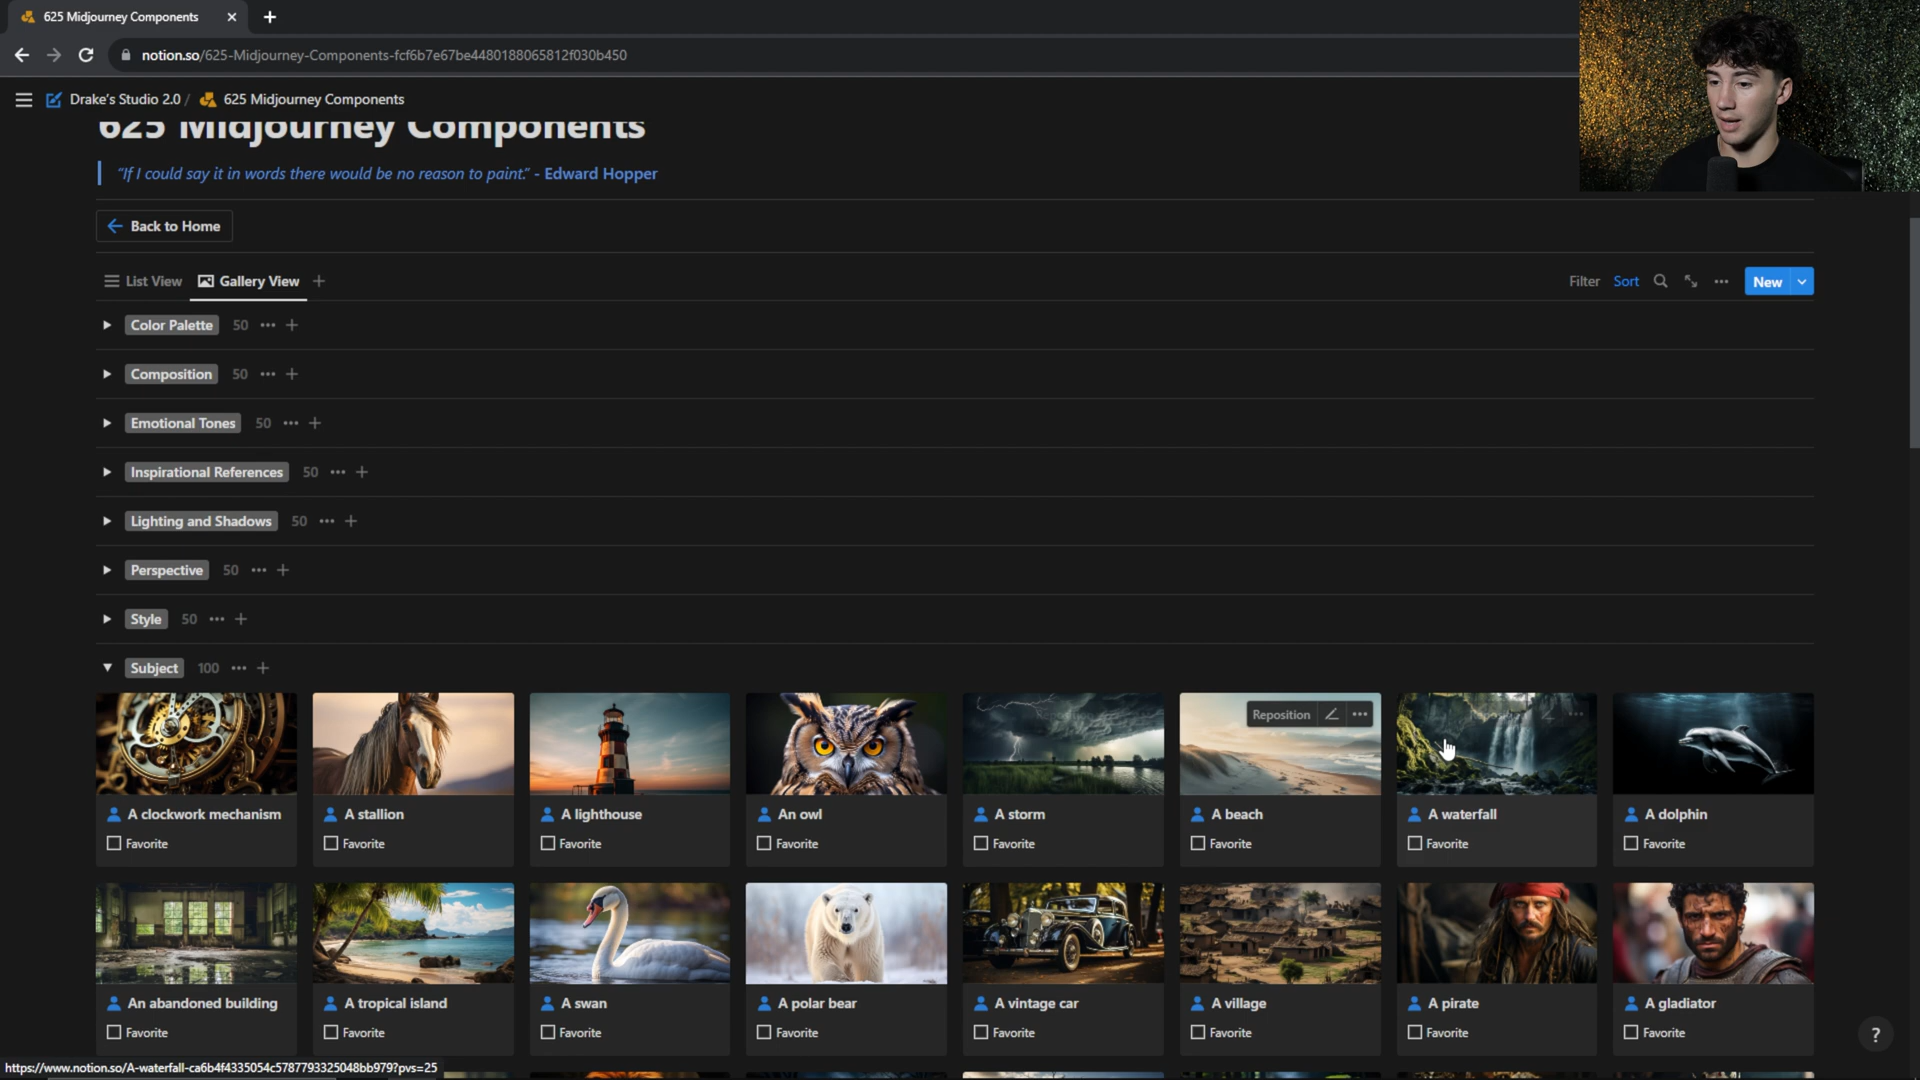 625 Midjourney Components
notion.so/625-Midjourney-Components-fcf6b7e67be4480188065812f030b450
Drake's Studio 2.0 / 625 Midjourney Components
625 Midjourney Components
"If I could say it in words there would be no reason to paint." - Edward Hopper
Back to Home
List View Gallery View
Filter Sort New
Color Palette 50
Composition 50
Emotional Tones 50
Inspirational References 50
Lighting and Shadows 50
Perspective 50
Style 50
Subject 100
Reposition
A clockwork mechanism A stallion A lighthouse An owl A storm A beach A waterfall A dolphin
Favorite Favorite Favorite Favorite Favorite Favorite Favorite Favorite
An abandoned building A tropical island A swan A polar bear A vintage car A village A pirate A gladiator
Favorite Favorite Favorite Favorite Favorite Favorite Favorite Favorite
?
https://www.notion.so/A-waterfall-ca6b4f4335054c5787793325048bb979?pvs=25